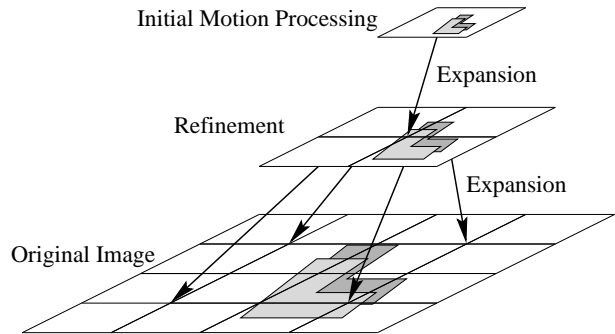 Initial Motion Processing
Expansion
Refinement
Expansion
Original Image